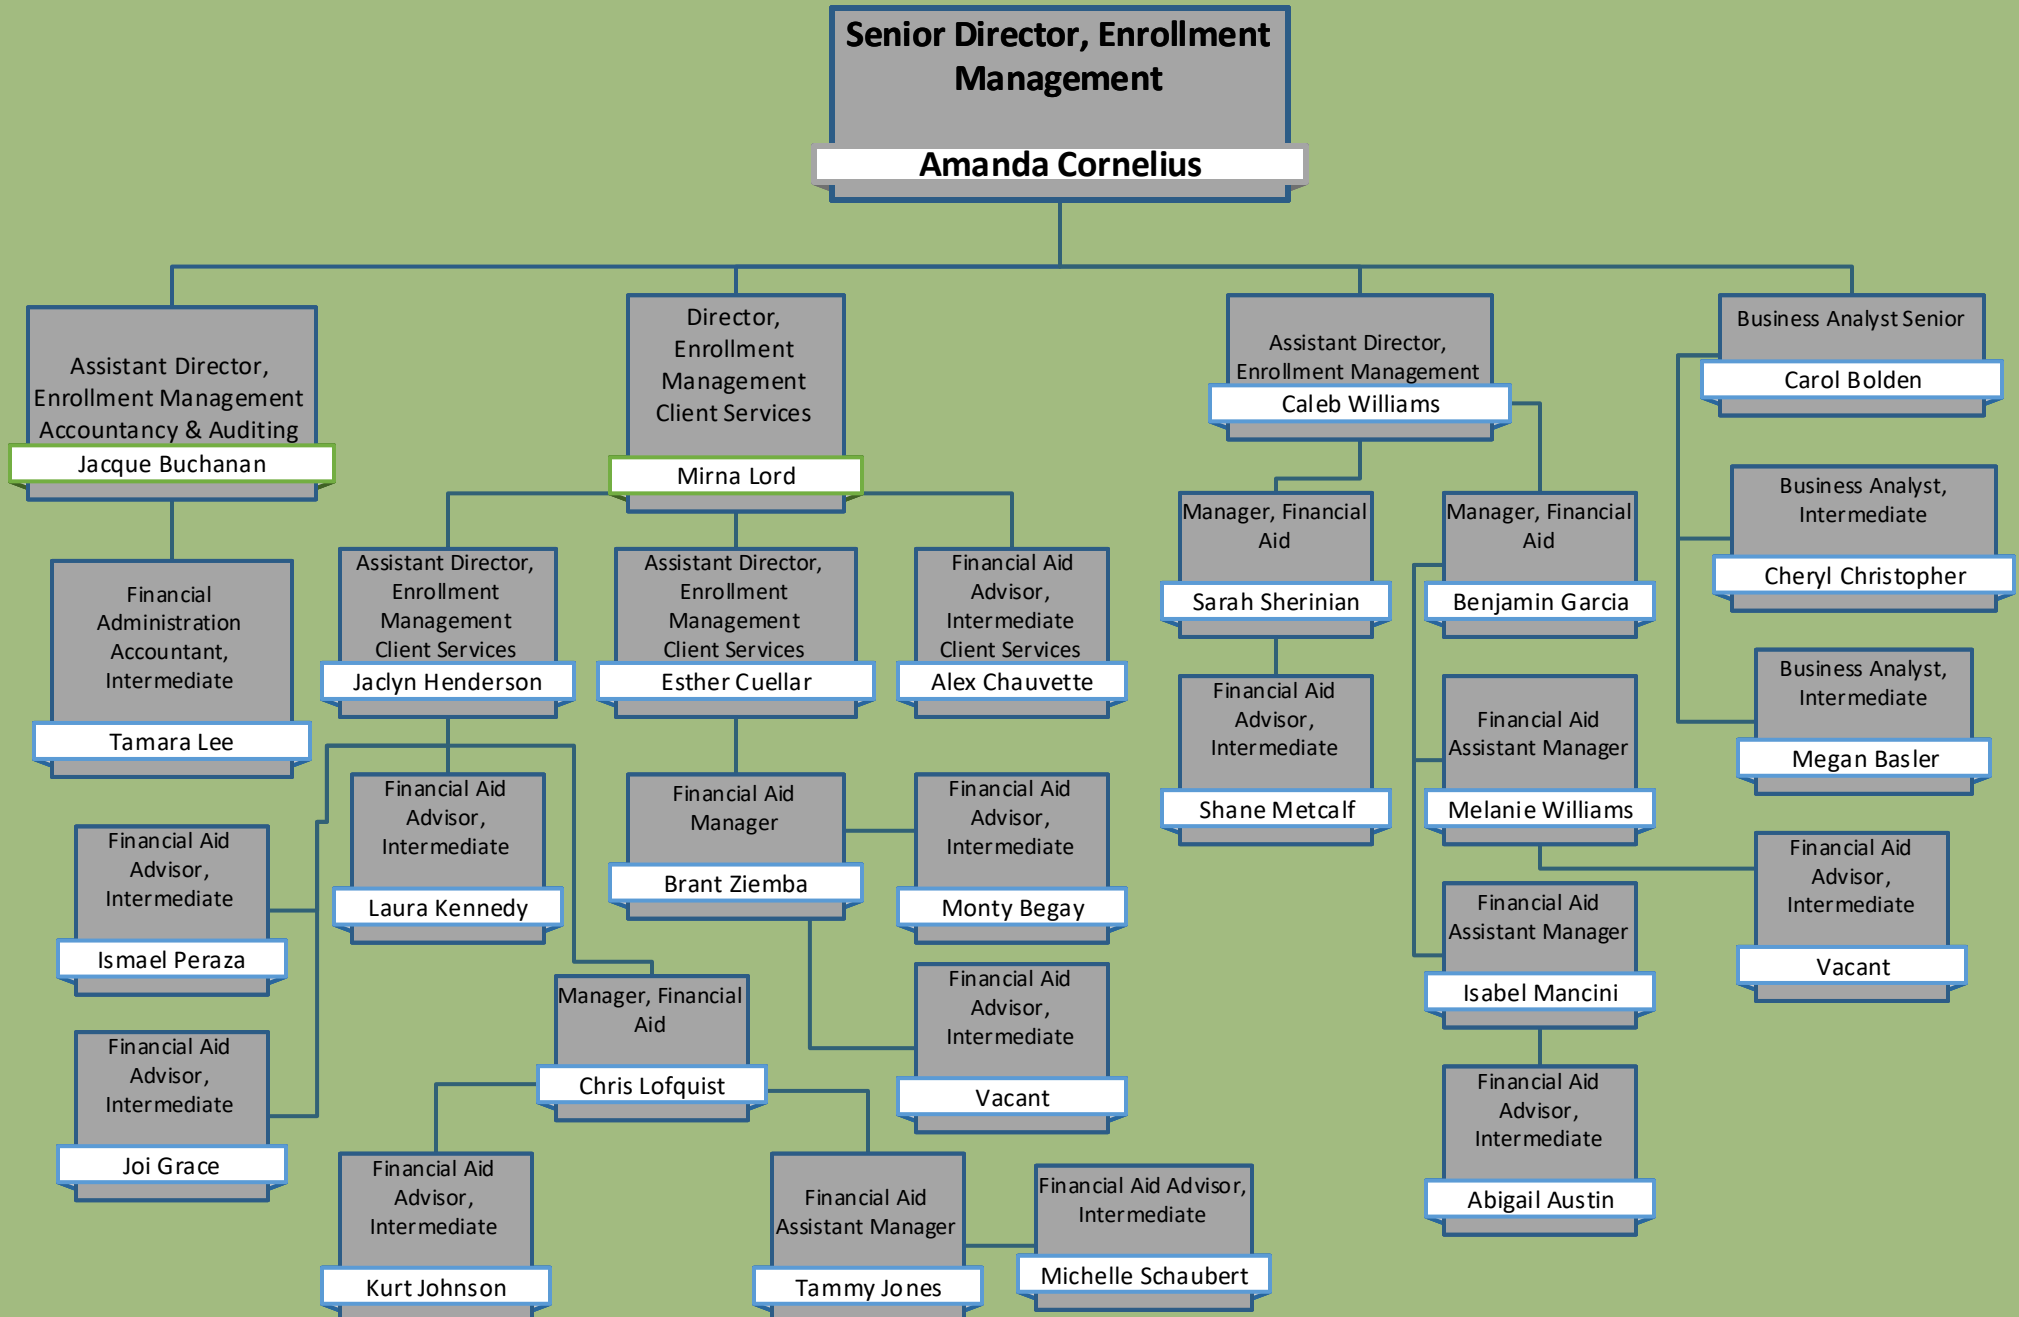 Senior Director, Enrollment
Management
Amanda Cornelius
Assistant Director,
Enrollment Management
Accountancy & Auditing
Jacque Buchanan
Director,
Enrollment
Management
Client Services
Mirna Lord
Assistant Director,
Enrollment Management
Caleb Williams
Business Analyst Senior
Carol Bolden
Financial
Administration
Accountant,
Intermediate
Tamara Lee
Assistant Director,
Enrollment
Management
Client Services
Jaclyn Henderson
Assistant Director,
Enrollment
Management
Client Services
Esther Cuellar
Financial Aid
Advisor,
Intermediate
Client Services
Alex Chauvette
Manager, Financial
Aid
Sarah Sherinian
Manager, Financial
Aid
Benjamin Garcia
Business Analyst,
Intermediate
Cheryl Christopher
Business Analyst,
Intermediate
Megan Basler
Financial Aid
Advisor,
Intermediate
Shane Metcalf
Financial Aid
Assistant Manager
Melanie Williams
Financial Aid
Advisor,
Intermediate
Ismael Peraza
Financial Aid
Advisor,
Intermediate
Laura Kennedy
Financial Aid
Manager
Brant Ziemba
Financial Aid
Advisor,
Intermediate
Monty Begay
Financial Aid
Assistant Manager
Isabel Mancini
Financial Aid
Advisor,
Intermediate
Vacant
Financial Aid
Advisor,
Intermediate
Joi Grace
Manager, Financial
Aid
Chris Lofquist
Financial Aid
Advisor,
Intermediate
Vacant
Financial Aid
Advisor,
Intermediate
Abigail Austin
Financial Aid
Advisor,
Intermediate
Kurt Johnson
Financial Aid
Assistant Manager
Tammy Jones
Financial Aid Advisor,
Intermediate
Michelle Schaubert